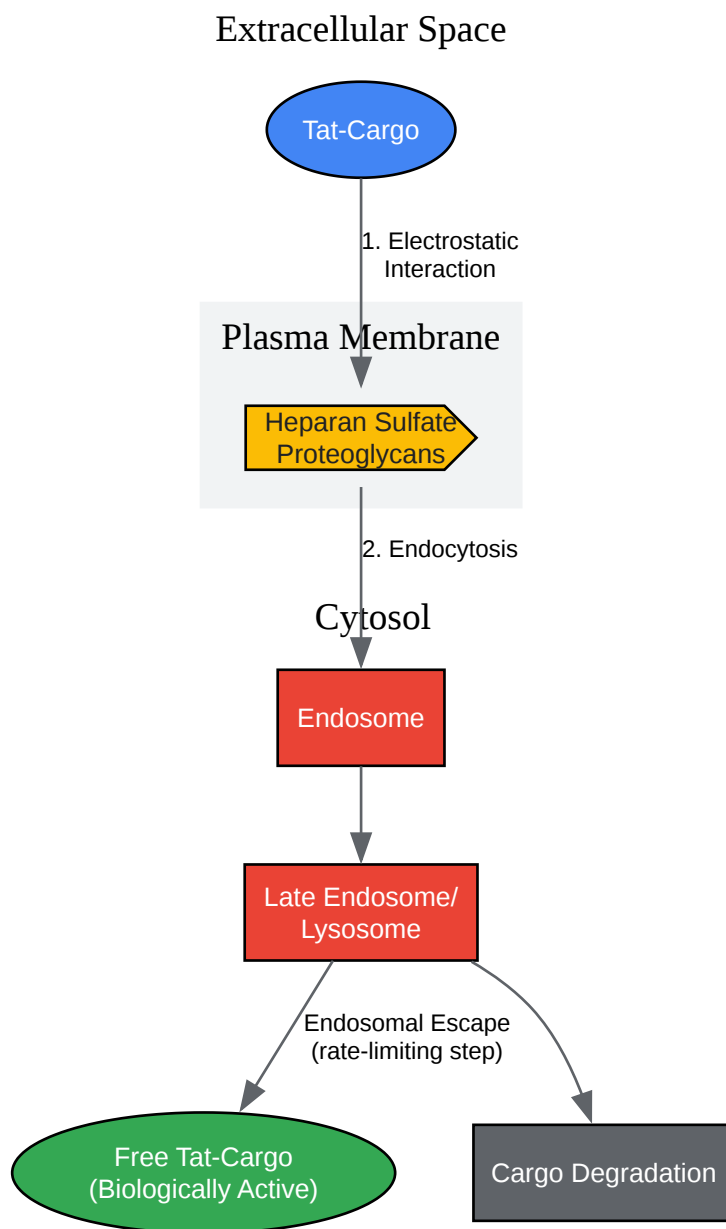 Extracellular Space
Tat-Cargo
1. Electrostatic
Interaction
Plasma Membrane
Heparan Sulfate
Proteoglycans
2. Endocytosis
Cytosol
Endosome
Late Endosome/
Lysosome
Endosomal Escape
(rate-limiting step)
Free Tat-Cargo
(Biologically Active)
Cargo Degradation